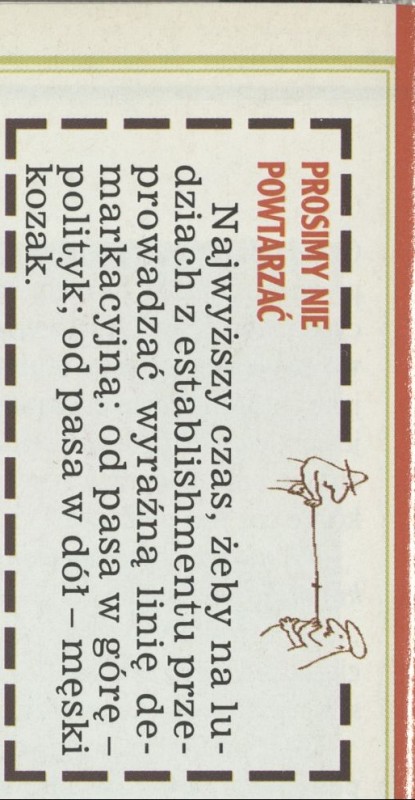 PROSIMY NIE
POWTARZAĆ
Najwyższy czas, żeby na lu-
dziach z establishmentu prze-
prowadzać wyraźną linię de-
markacyjną: od pasa w górę –
polityk; od pasa w dół – męski
kozak.